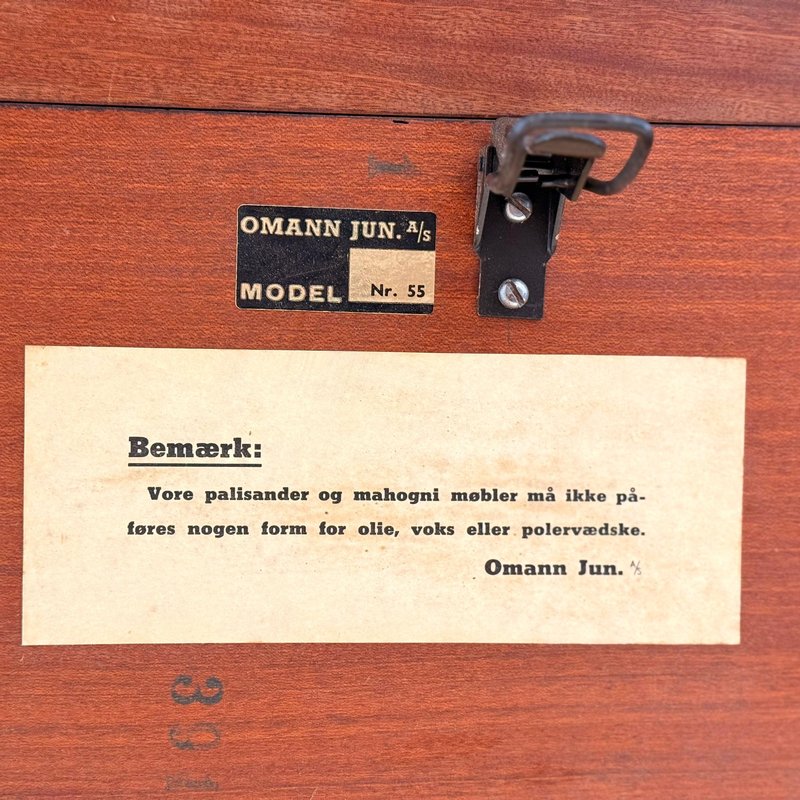 OMANN JUN. A/S
MODEL Nr. 55
Bemærk:
Vore palisander og mahogni møbler må ikke på-
føres nogen form for olie, voks eller polervædske.
Omann Jun. A/S